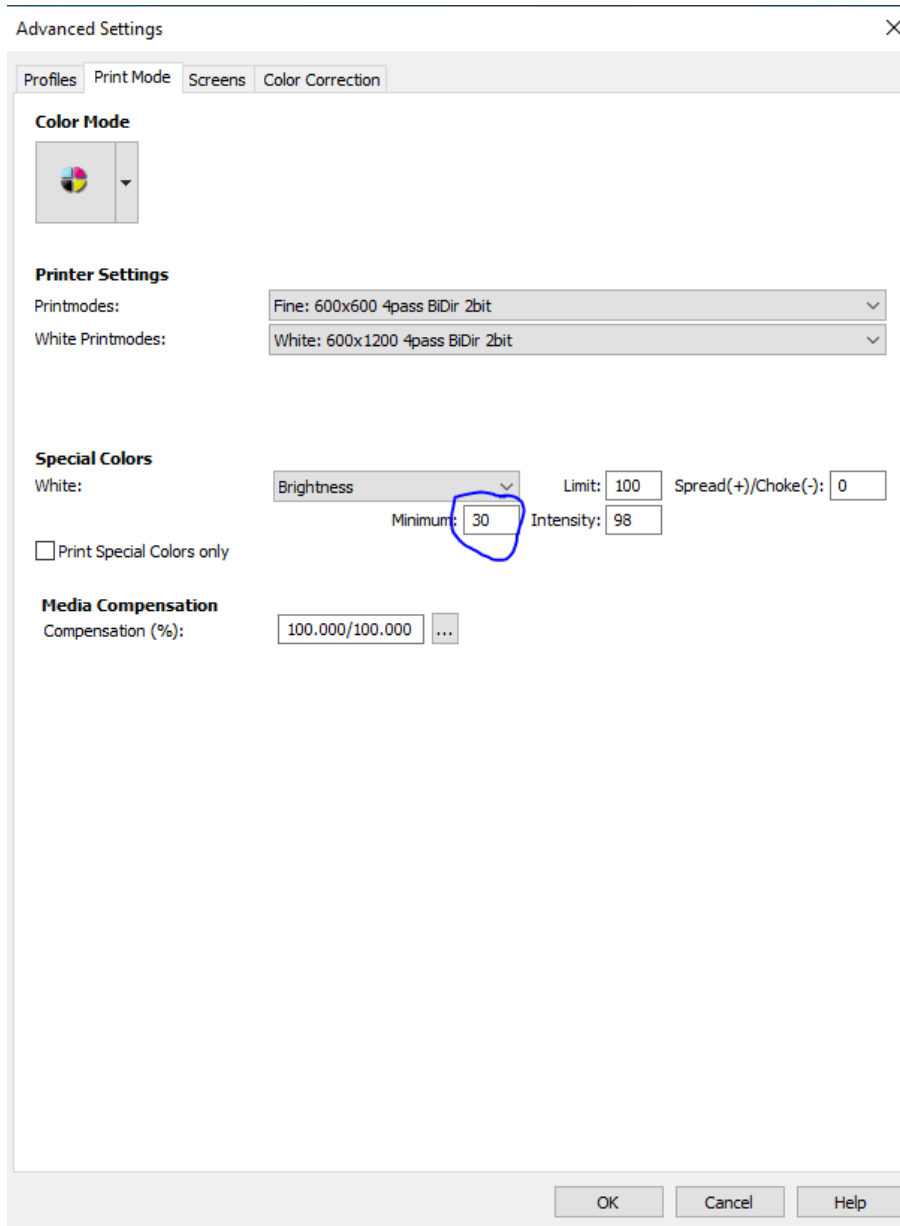 Advanced Settings
Profiles Print Mode Screens Color Correction
Color Mode
Printer Settings
Printmodes: Fine: 600x600 4pass BiDir 2bit
White Printmodes: White: 600x1200 4pass BiDir 2bit
Special Colors
White: Brightness Limit: 100 Spread(+)/Choke(-): 0
Minimum: 30 Intensity: 98
Print Special Colors only
Media Compensation
Compensation (%): 100.000/100.000 ...
OK Cancel Help